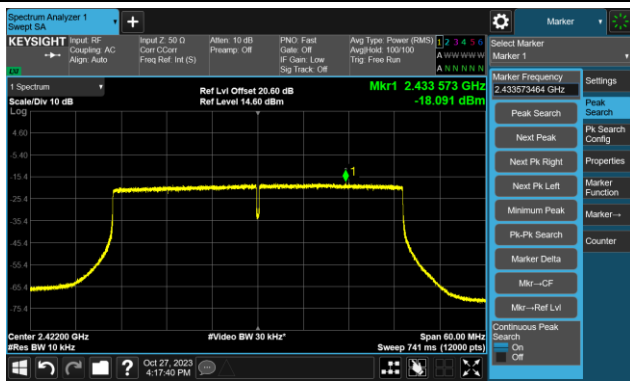 Spectrum Analyzer 1
Swept SA
Marker
KEYSIGHT
Input: RF
Coupling: AC
Align: Auto
Input Z: 50 Ω
Corr CCorr
Freq Ref: Int (S)
Atten: 10 dB
Preamp: Off
PNO: Fast
Gate: Off
IF Gain: Low
Sig Track: Off
Avg Type: Power (RMS)
Avg|Hold: 100/100
Trig: Free Run
1 2 3 4 5 6
A W W W W W
A N N N N N
Select Marker
Marker 1
1 Spectrum
Scale/Div 10 dB
Log
Ref Lvl Offset 20.60 dB
Ref Level 14.60 dBm
Mkr1 2.433 573 GHz
-18.091 dBm
4.60
-5.40
-15.4
-25.4
-35.4
-45.4
-55.4
-65.4
-75.4
1
Center 2.42200 GHz
#Res BW 10 kHz
#Video BW 30 kHz*
Span 60.00 MHz
Sweep 741 ms (12000 pts)
Marker Frequency
2.433573464 GHz
Peak Search
Next Peak
Next Pk Right
Next Pk Left
Minimum Peak
Pk-Pk Search
Marker Delta
Mkr→CF
Mkr→Ref Lvl
Continuous Peak
Search
On
Off
Settings
Peak
Search
Pk Search
Config
Properties
Marker
Function
Marker→
Counter
?
Oct 27, 2023
4:17:40 PM